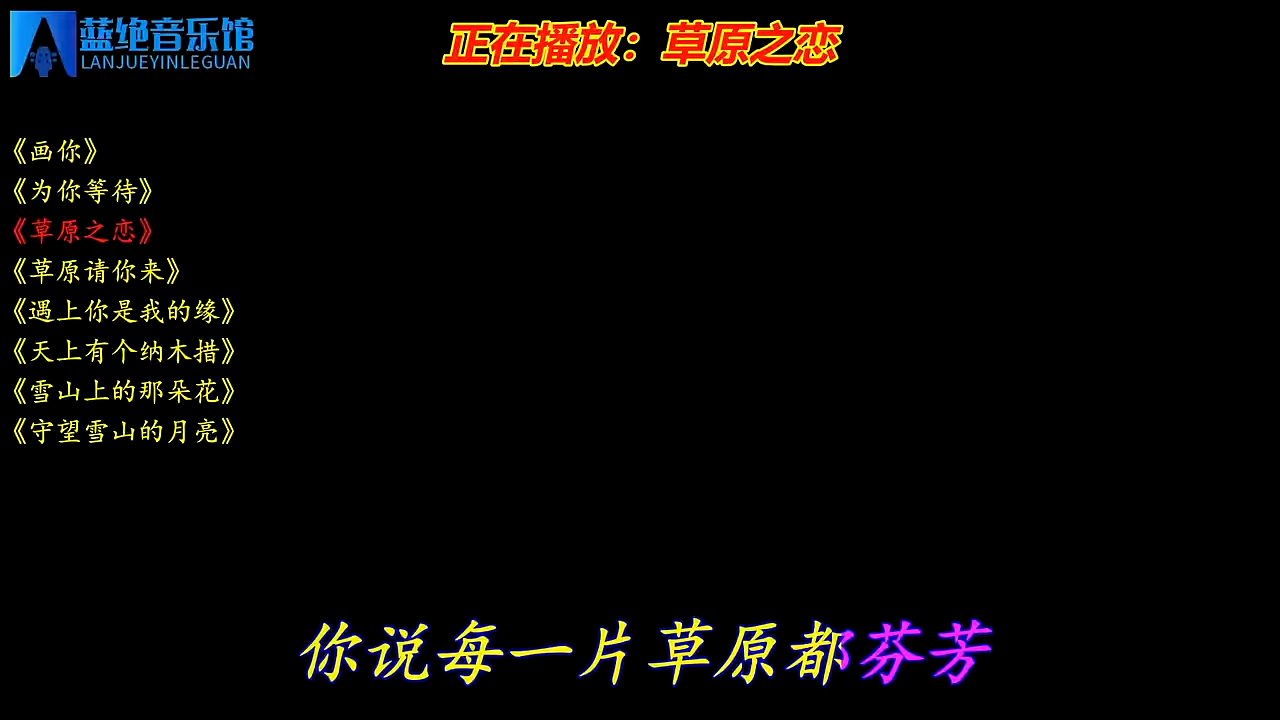 蓝绝音乐馆
LANJUEYINLEGUAN
正在播放：草原之恋
《画你》
《为你等待》
《草原之恋》
《草原请你来》
《遇上你是我的缘》
《天上有个纳木措》
《雪山上的那朵花》
《守望雪山的月亮》
你说每一片草原都芬芳